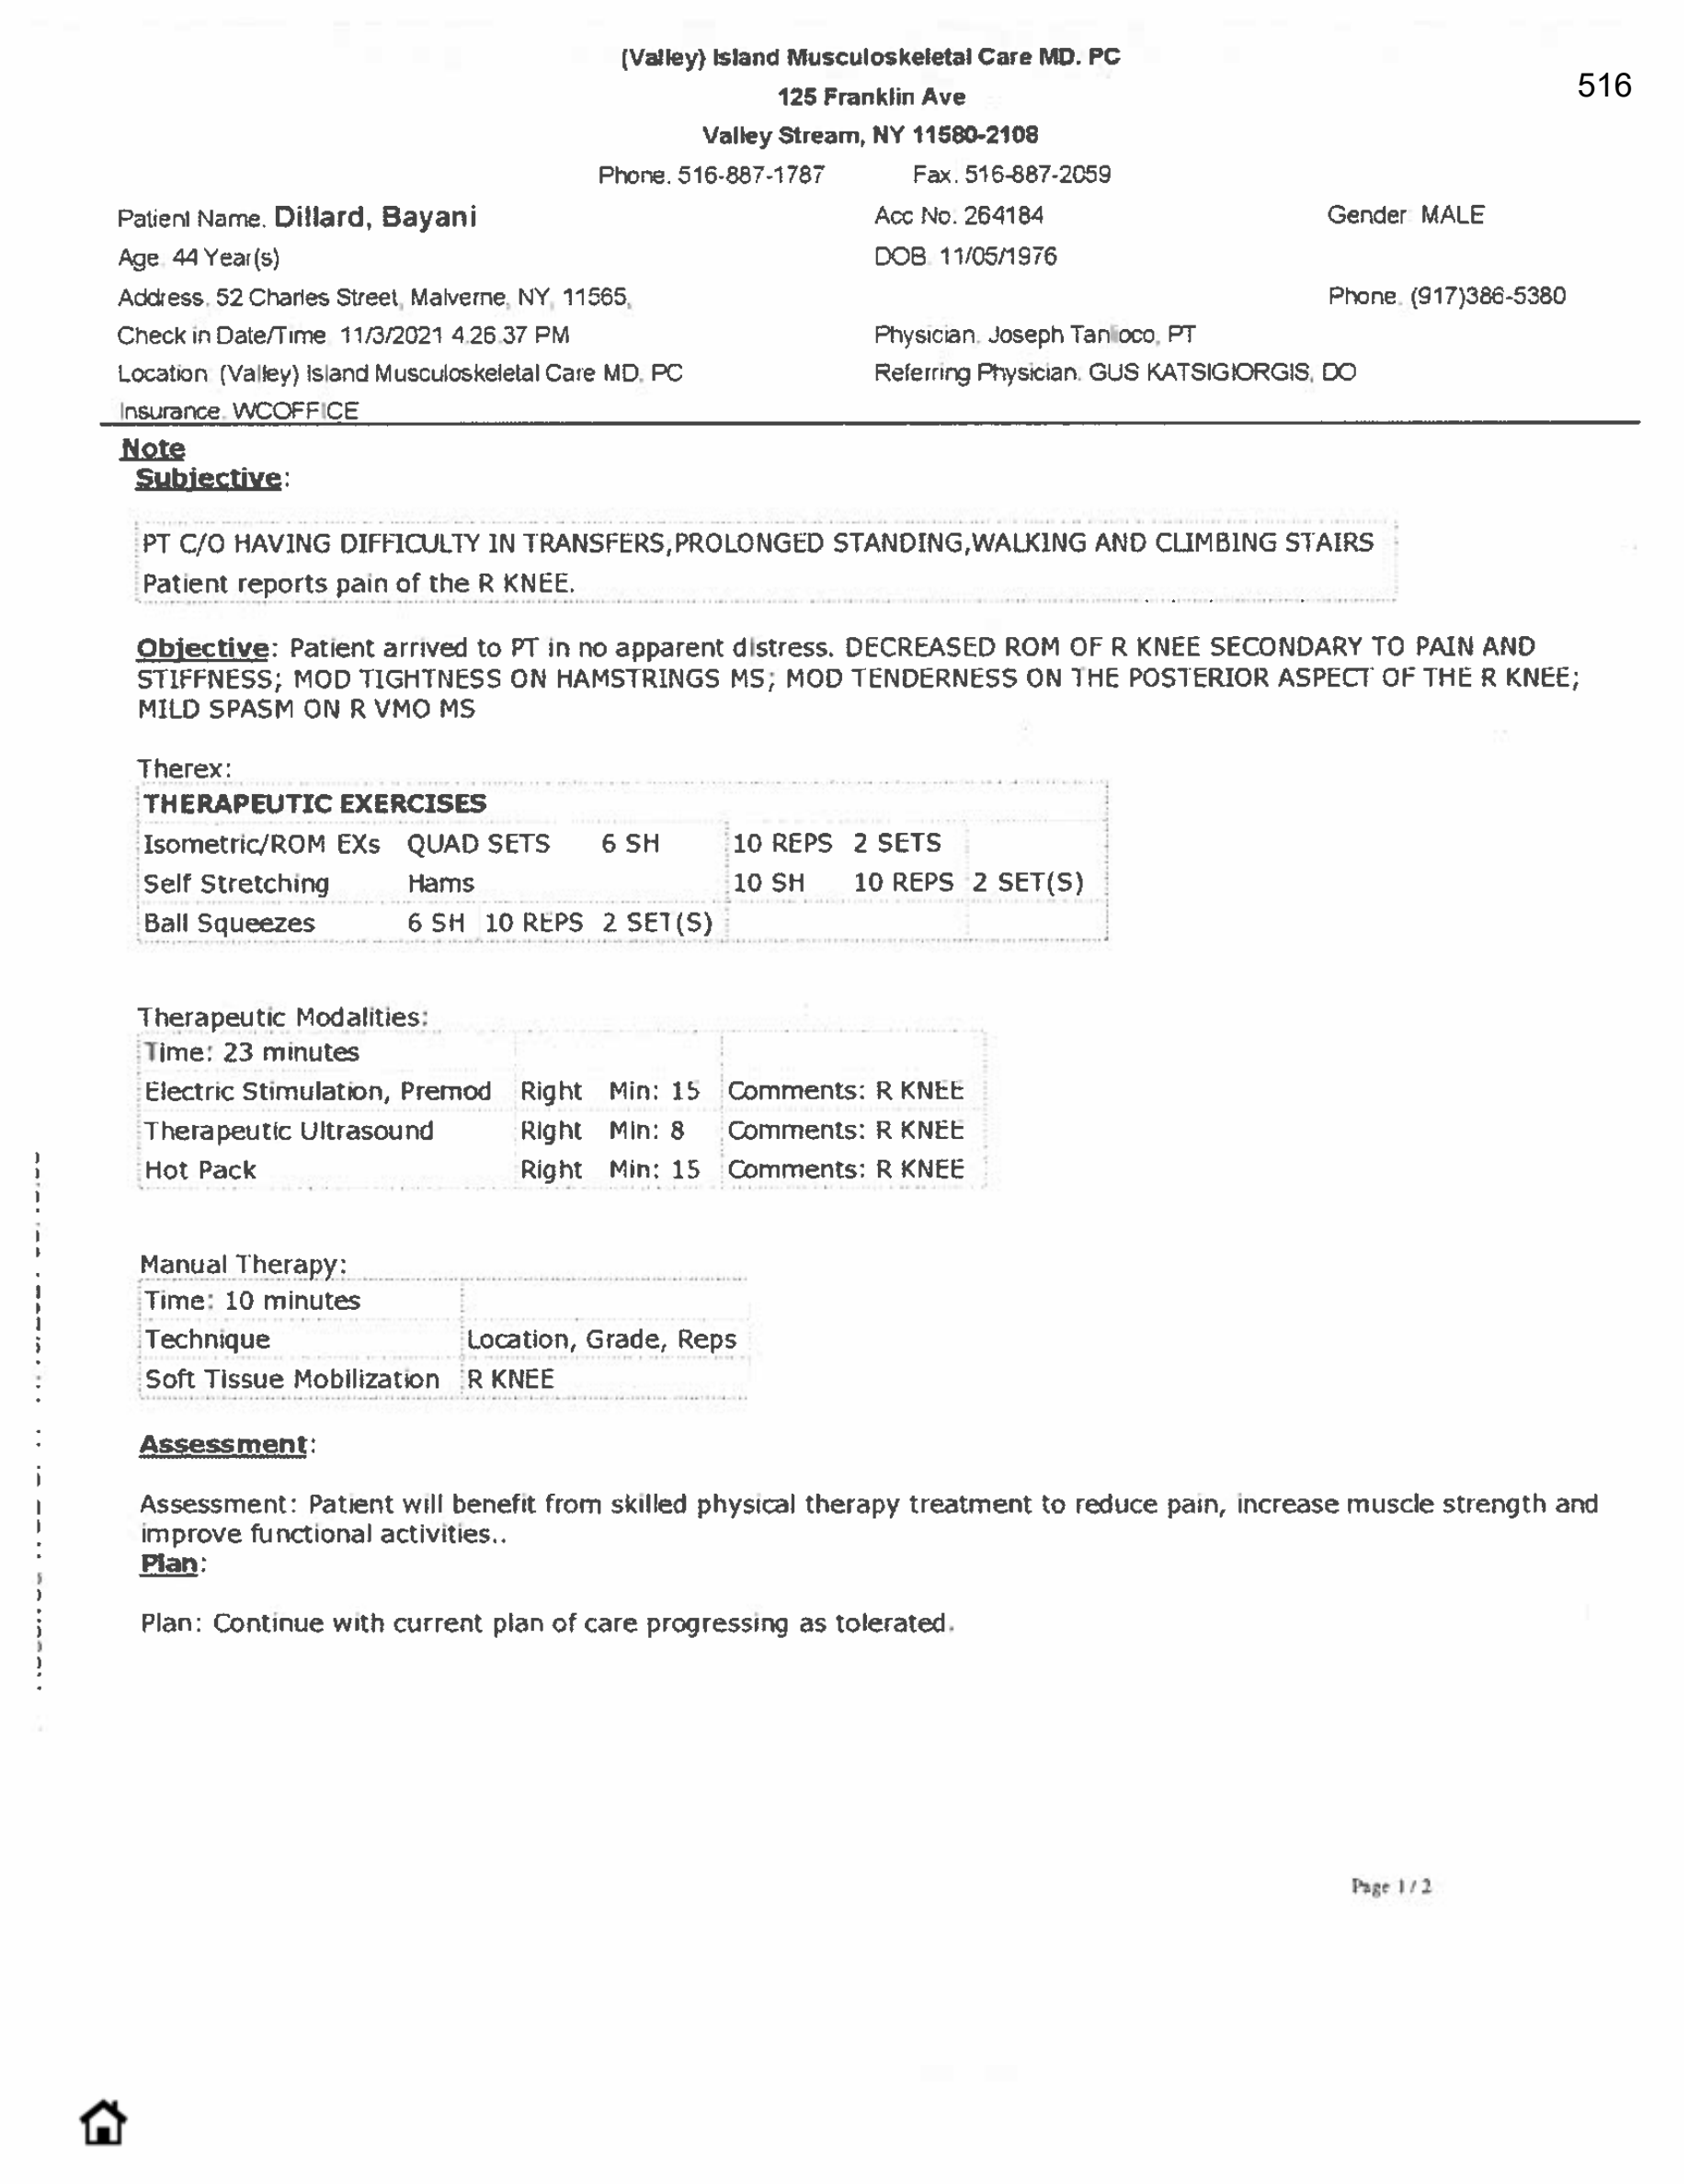 (Valley) Island Musculoskeletal Care MD. PC
516
125 Franklin Ave
Valley Stream, NY 11580-2108
Phone. 516-887-1787 Fax. 516-887-2059
Patient Name. Dillard, Bayani Acc No: 264184 Gender MALE
Age. 44 Year(s) DOB. 11/05/1976
Address. 52 Charles Street, Malverne, NY, 11565, Phone. (917)386-5380
Check in Date/Time 11/3/2021 4.26.37 PM Physician. Joseph Tanlioco, PT
Location (Valley) Island Musculoskeletal Care MD. PC Referring Physician. GUS KATSIGIORGIS, DO
Insurance. WCOFFICE
Note
Subjective:
PT C/O HAVING DIFFICULTY IN TRANSFERS,PROLONGED STANDING,WALKING AND CLIMBING STAIRS
Patient reports pain of the R KNEE.
Objective: Patient arrived to PT in no apparent distress. DECREASED ROM OF R KNEE SECONDARY TO PAIN AND
STIFFNESS; MOD TIGHTNESS ON HAMSTRINGS MS; MOD TENDERNESS ON THE POSTERIOR ASPECT OF THE R KNEE;
MILD SPASM ON R VMO MS
Therex:
THERAPEUTIC EXERCISES
Isometric/ROM EXs QUAD SETS 6 SH 10 REPS 2 SETS
Self Stretching Hams 10 SH 10 REPS 2 SET(S)
Ball Squeezes 6 SH 10 REPS 2 SET(S)
Therapeutic Modalities:
Time: 23 minutes
Electric Stimulation, Premod Right Min: 15 Comments: R KNEE
Therapeutic Ultrasound Right Min: 8 Comments: R KNEE
Hot Pack Right Min: 15 Comments: R KNEE
Manual Therapy:
Time: 10 minutes
Technique Location, Grade, Reps
Soft Tissue Mobilization R KNEE
Assessment:
Assessment: Patient will benefit from skilled physical therapy treatment to reduce pain, increase muscle strength and
improve functional activities..
Plan:
Plan: Continue with current plan of care progressing as tolerated.
Page 1 / 2